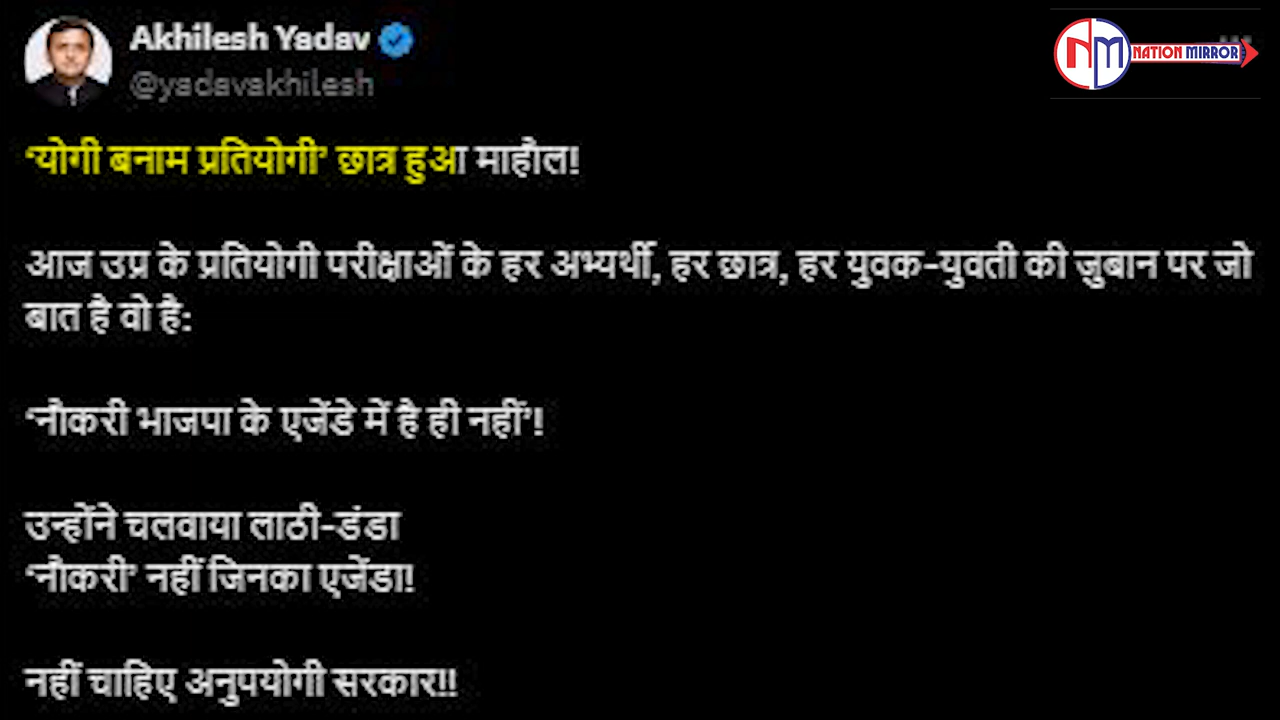 Akhilesh Yadav
@yadavakhilesh
NM NATION MIRROR
‘योगी बनाम प्रतियोगी’ छात्र हुआ माहौल!
आज उप्र के प्रतियोगी परीक्षाओं के हर अभ्यर्थी, हर छात्र, हर युवक-युवती की ज़ुबान पर जो
बात है वो है:
‘नौकरी भाजपा के एजेंडे में है ही नहीं’!
उन्होंने चलवाया लाठी-डंडा
‘नौकरी’ नहीं जिनका एजेंडा!
नहीं चाहिए अनुपयोगी सरकार!!